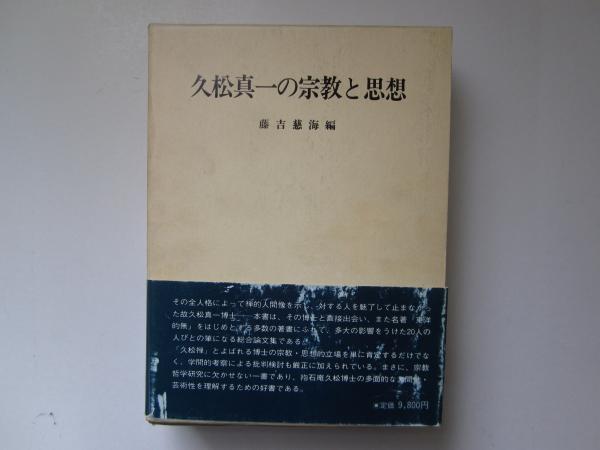 久松真一の宗教と思想
藤吉慈海編
その全人格によって禅的人間像を示し、対する人を魅了して止まなかっ
た故久松真一博士――本書は、その博士と直接出会い、また名著「東洋
的無」をはじめとする多数の著書にふれて、多大の影響をうけた20人の
人びとの筆になる総合論文集である。
「久松禅」とよばれる博士の宗教・思想的立場を単に肯定するだけでな
く、学問的考察による批判検討も厳正に加えられている。まさに、宗教
哲学研究に欠かせない一書であり、抱石庵久松博士の多面的な人間性・
芸術性を理解するための好書である。
■定価 9,800円